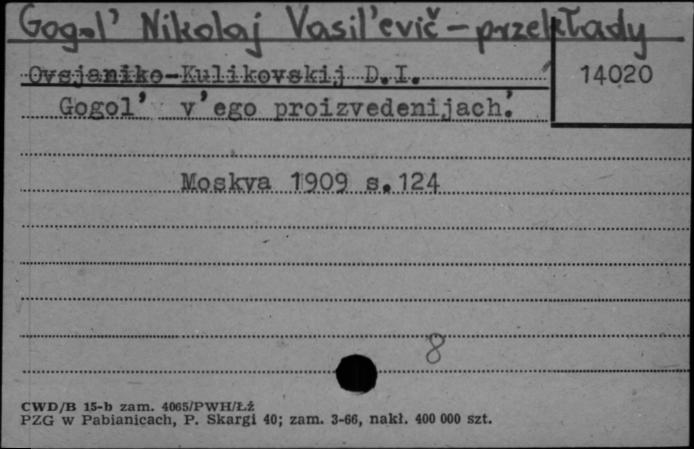 Gogol' Nikolaj Vasil'evič – przekłady
Ovsjaniko-Kulikovskij D.I.
14020
Gogol' v'ego proizvedenijach.
Moskva 1909 s.124
8
CWD/B 15-b zam. 4065/PWH/Łż
PZG w Pabianicach, P. Skargi 40; zam. 3-66, nakł. 400 000 szt.